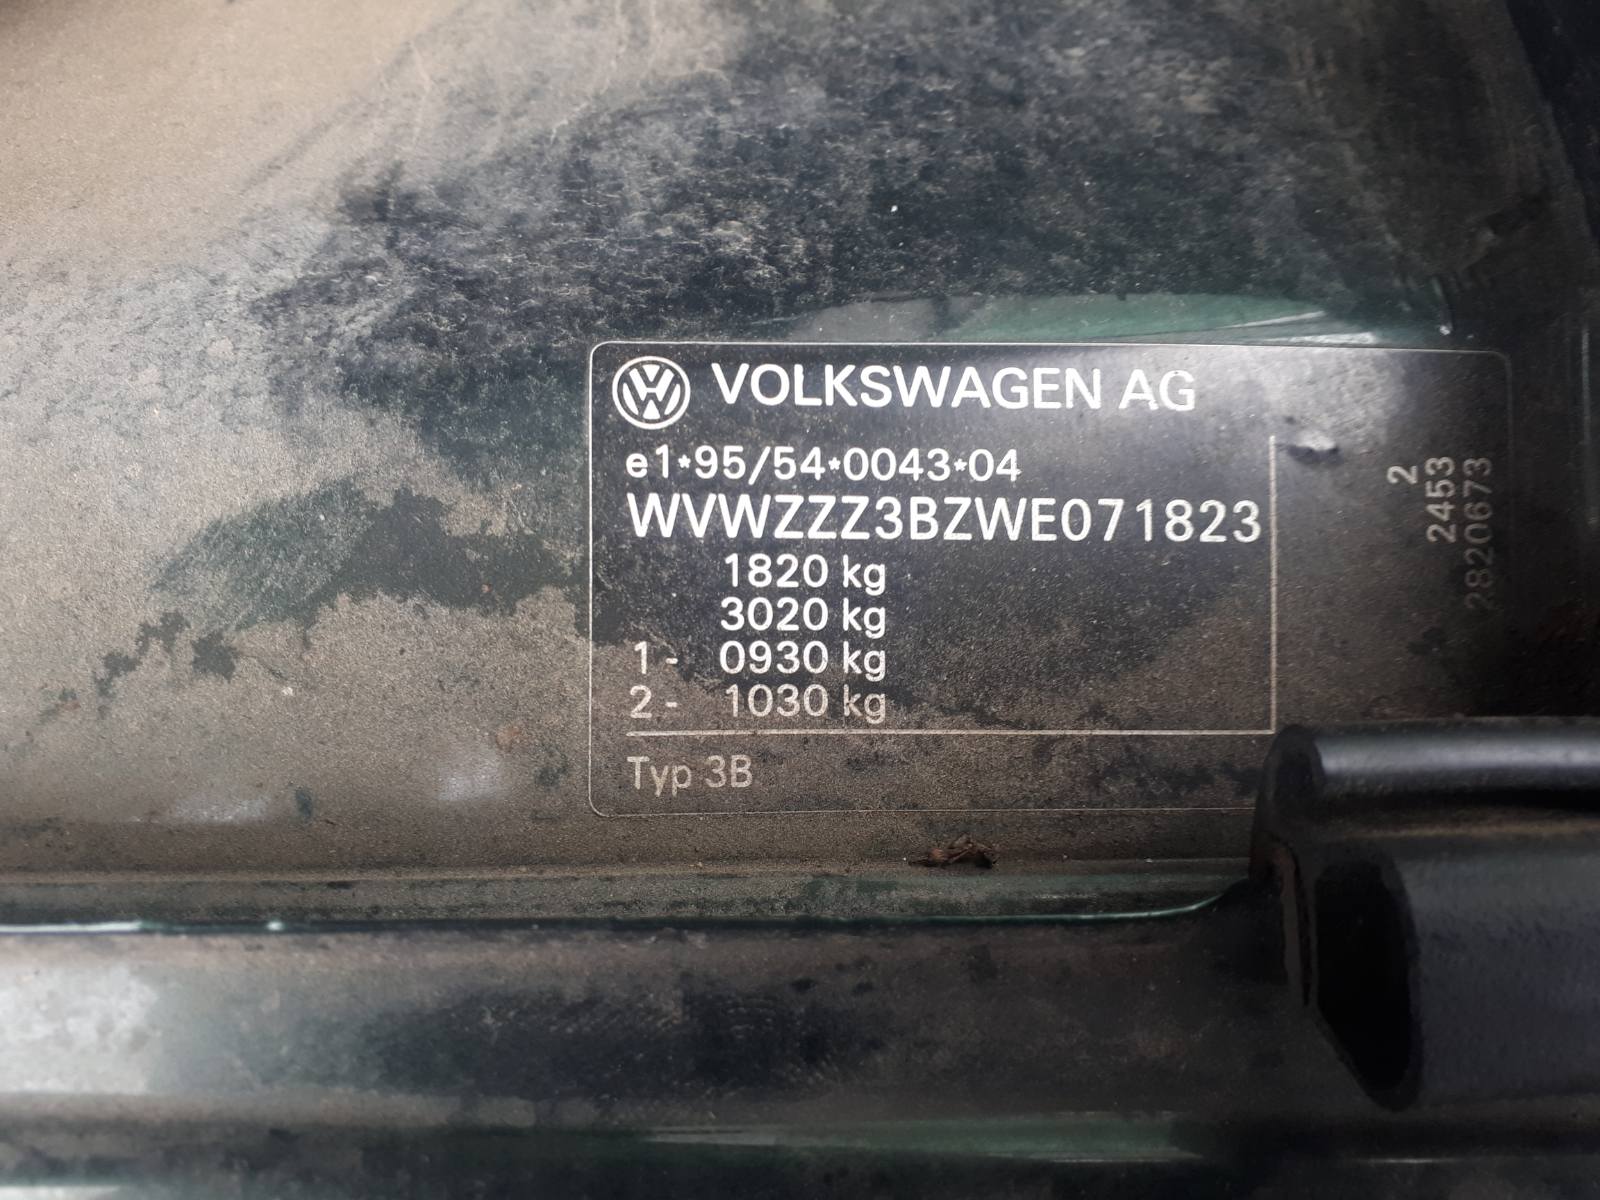 VOLKSWAGEN AG
e1*95/54*0043*04
WVWZZZ3BZWE071823
1820 kg
3020 kg
1- 0930 kg
2- 1030 kg
Typ 3B
2
2453
2820673